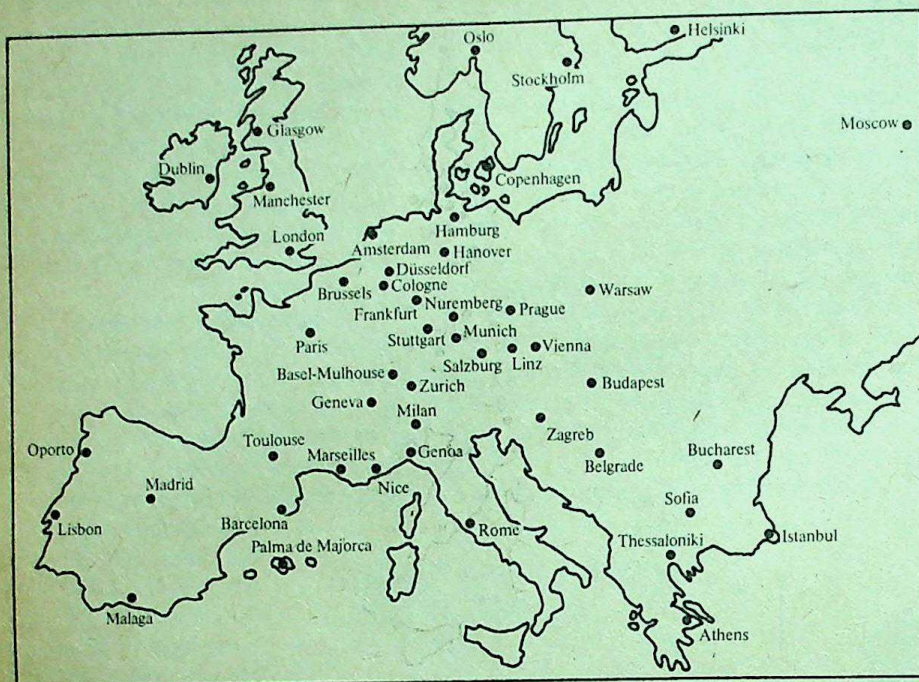 Oslo
Helsinki
Stockholm
Moscow
Glasgow
Dublin
Copenhagen
Manchester
Hamburg
London
Amsterdam
Hanover
Düsseldorf
Brussels
Cologne
Warsaw
Nuremberg
Frankfurt
Prague
Paris
Stuttgart
Munich
Vienna
Salzburg
Linz
Basel-Mulhouse
Zurich
Budapest
Geneva
Milan
Zagreb
Toulouse
Oporto
Marseilles
Genoa
Belgrade
Bucharest
Madrid
Nice
Sofia
Lisbon
Barcelona
Rome
Istanbul
Thessaloniki
Palma de Majorca
Malaga
Athens